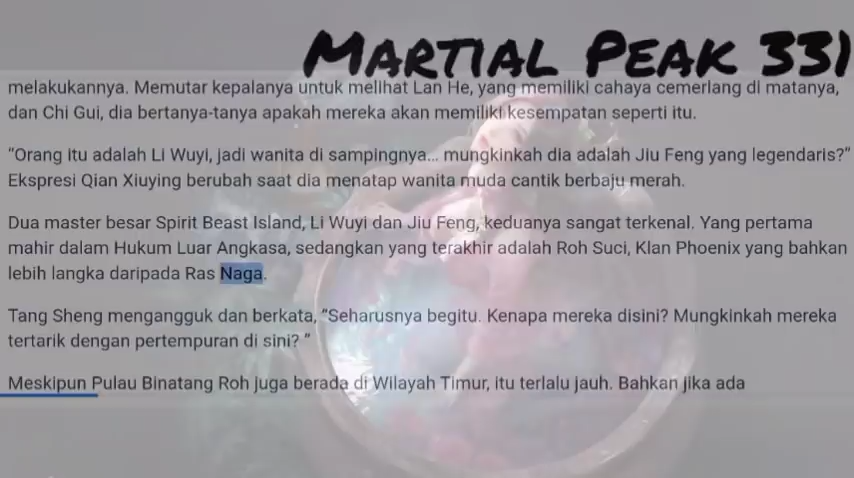 MARTIAL PEAK 331
melakukannya. Memutar kepalanya untuk melihat Lan He, yang memiliki cahaya cemerlang di matanya,
dan Chi Gui, dia bertanya-tanya apakah mereka akan memiliki kesempatan seperti itu.
“Orang itu adalah Li Wuyi, jadi wanita di sampingnya... mungkinkah dia adalah Jiu Feng yang legendaris?”
Ekspresi Qian Xiuying berubah saat dia menatap wanita muda cantik berbaju merah.
Dua master besar Spirit Beast Island, Li Wuyi dan Jiu Feng, keduanya sangat terkenal. Yang pertama
mahir dalam Hukum Luar Angkasa, sedangkan yang terakhir adalah Roh Suci, Klan Phoenix yang bahkan
lebih langka daripada Ras Naga.
Tang Sheng mengangguk dan berkata, “Seharusnya begitu. Kenapa mereka disini? Mungkinkah mereka
tertarik dengan pertempuran di sini? ”
Meskipun Pulau Binatang Roh juga berada di Wilayah Timur, itu terlalu jauh. Bahkan jika ada